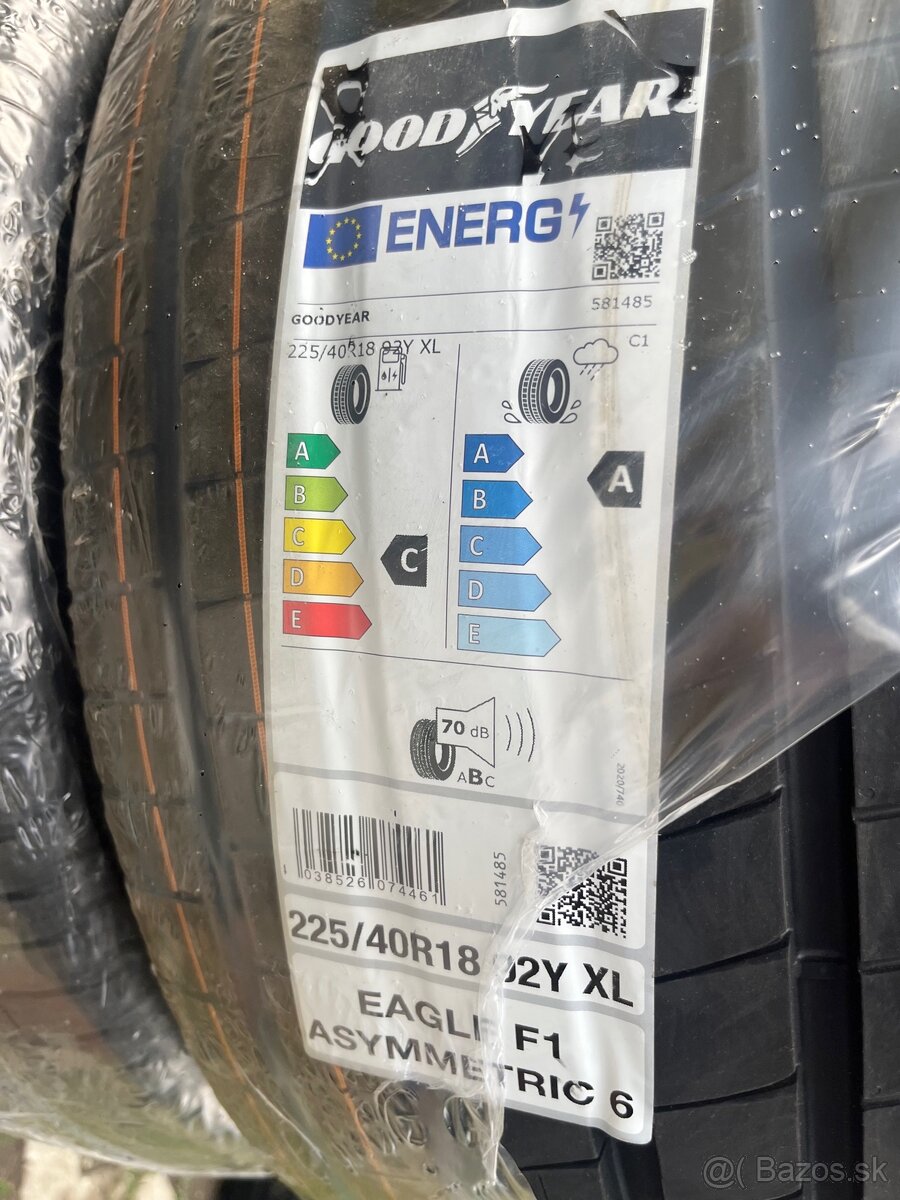 GOODYEAR
ENERG
581485
GOODYEAR
225/40R18 92Y XL
C1
A
B
C
D
E
C
A
B
C
D
E
A
70 dB
ABC
2020/740
038526 074461
581485
225/40R18 92Y XL
EAGLE F1
ASYMMETRIC 6
@( Bazos.sk